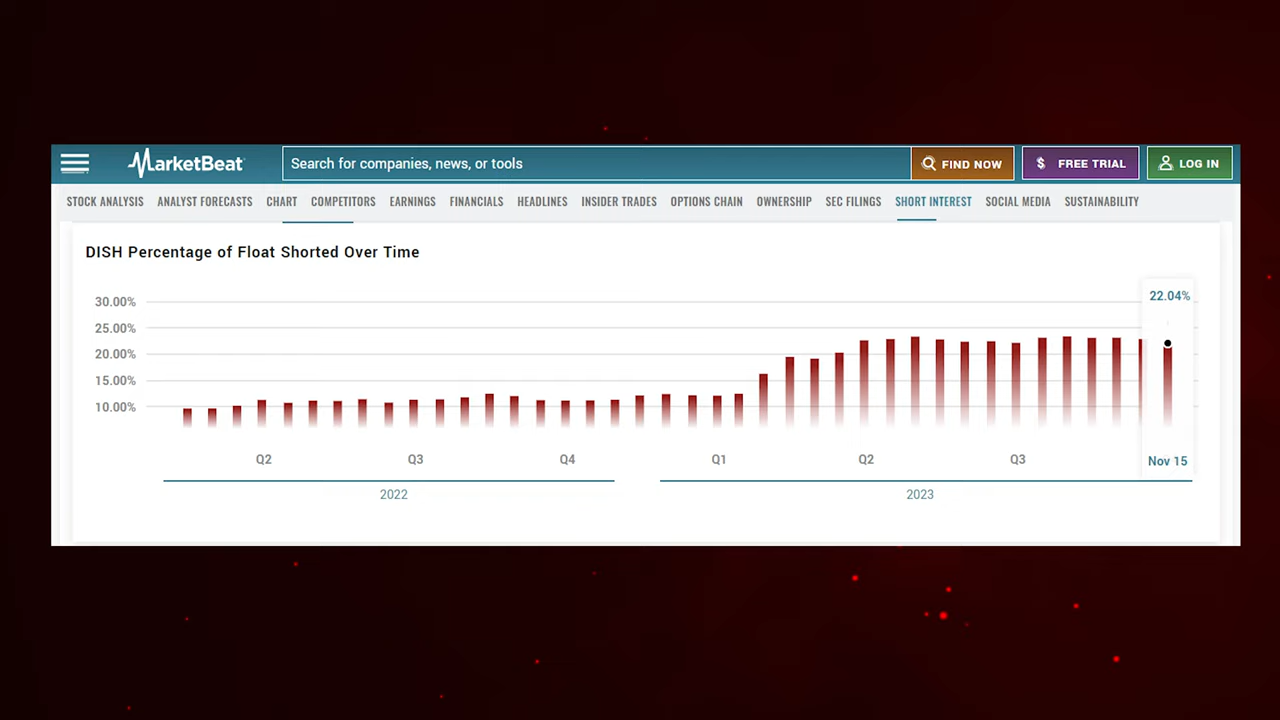 MarketBeat
Search for companies, news, or tools
FIND NOW
$ FREE TRIAL
LOG IN
STOCK ANALYSIS ANALYST FORECASTS CHART COMPETITORS EARNINGS FINANCIALS HEADLINES INSIDER TRADES OPTIONS CHAIN OWNERSHIP SEC FILINGS SHORT INTEREST SOCIAL MEDIA SUSTAINABILITY
DISH Percentage of Float Shorted Over Time
22.04%
30.00%
25.00%
20.00%
15.00%
10.00%
Q2 Q3 Q4 Q1 Q2 Q3 Nov 15
2022 2023